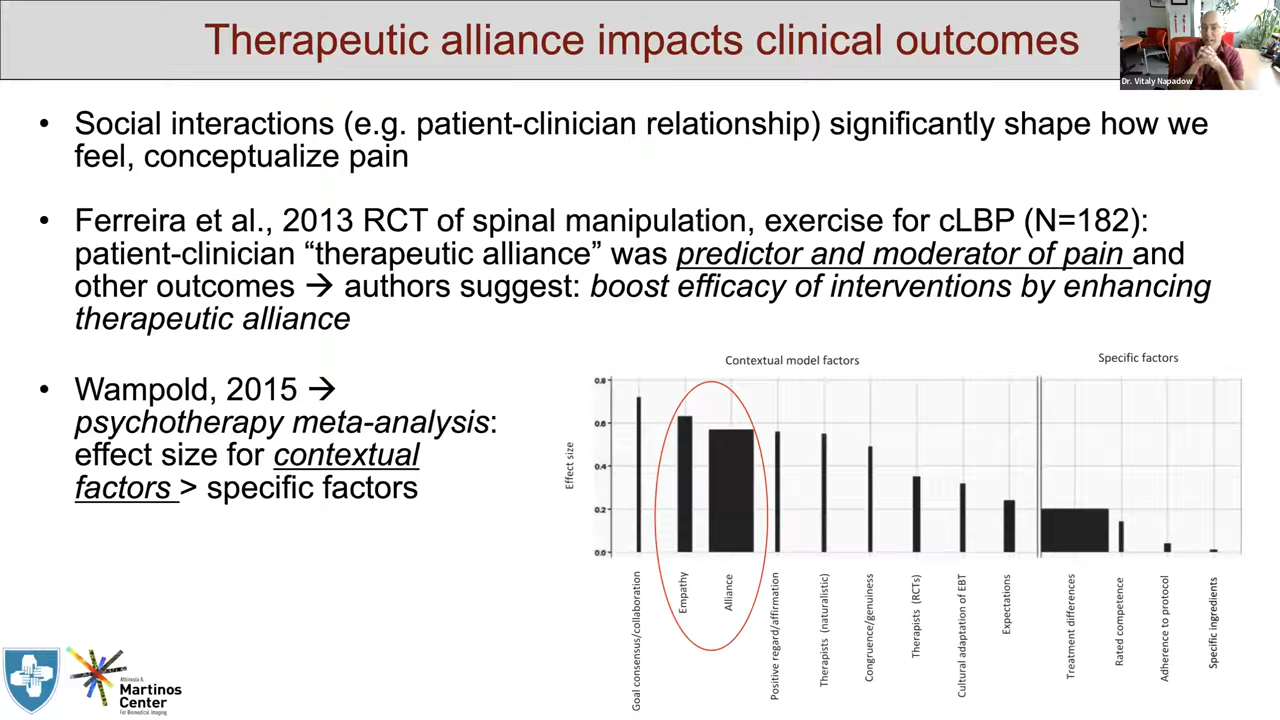 Therapeutic alliance impacts clinical outcomes
Dr. Vitaly Napadow
• Social interactions (e.g. patient-clinician relationship) significantly shape how we
feel, conceptualize pain
• Ferreira et al., 2013 RCT of spinal manipulation, exercise for cLBP (N=182):
patient-clinician “therapeutic alliance” was predictor and moderator of pain and
other outcomes → authors suggest: boost efficacy of interventions by enhancing
therapeutic alliance
• Wampold, 2015 →
psychotherapy meta-analysis:
effect size for contextual
factors > specific factors
Contextual model factors
Specific factors
Effect size
0.8
0.6
0.4
0.2
0.0
Goal consensus/collaboration
Empathy
Alliance
Positive regard/affirmation
Therapists (naturalistic)
Congruence/genuineness
Therapists (RCTs)
Cultural adaptation of EBT
Expectations
Treatment differences
Rated competence
Adherence to protocol
Specific ingredients
Athinoula A.
Martinos
Center
For Biomedical Imaging